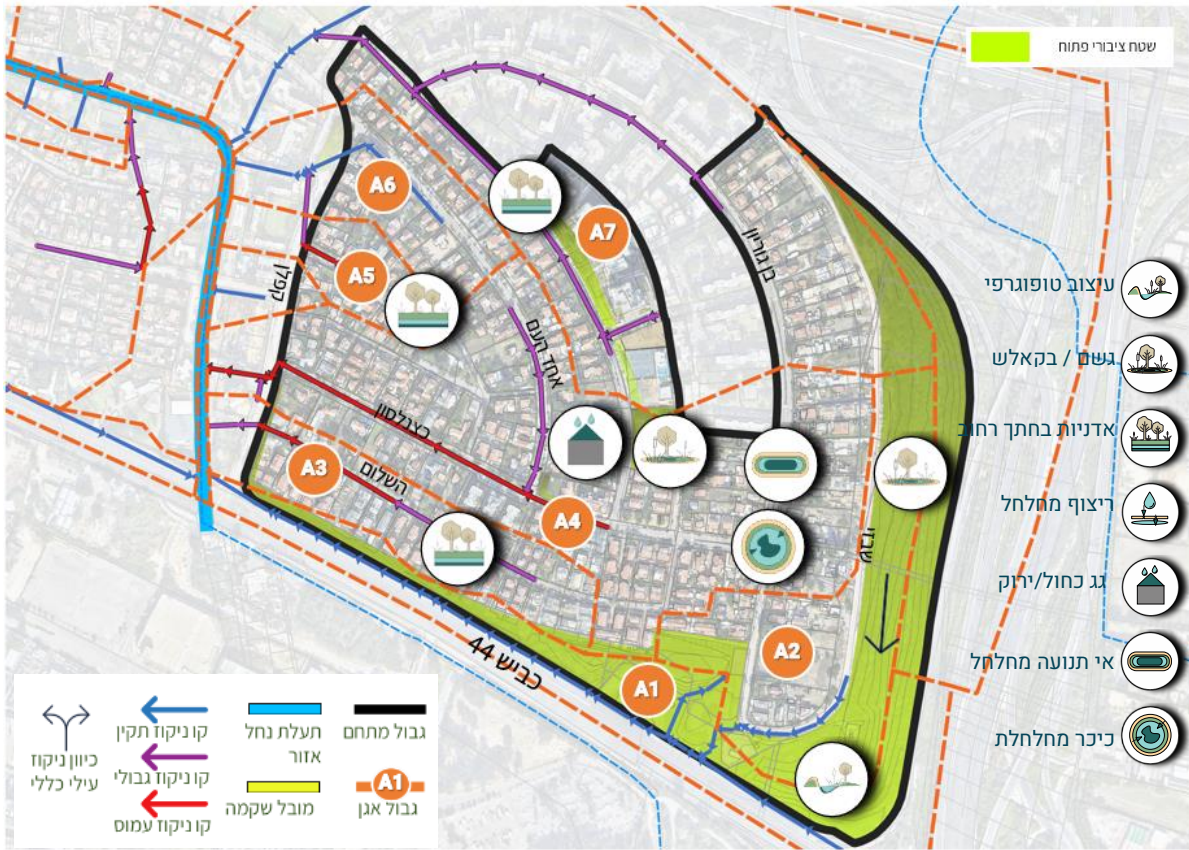 שטח ציבורי פתוח
A6
A7
A5
בן גוריון
קפלן
אחד העם
כצנלסון
A3
השלום
A4
שבזי
A2
A1
כביש 44
עיצוב טופוגרפי
גשם / בקאלש
אדניות בחתך רחוב
ריצוף מחלחל
גג כחול/ירוק
אי תנועה מחלחל
כיכר מחלחלת
גבול מתחם
תעלת נחל
אזור
קו ניקוז תקין
כיוון ניקוז
עילי כללי
קו ניקוז גבולי
A1
גבול אגן
מובל שקמה
קו ניקוז עמוס